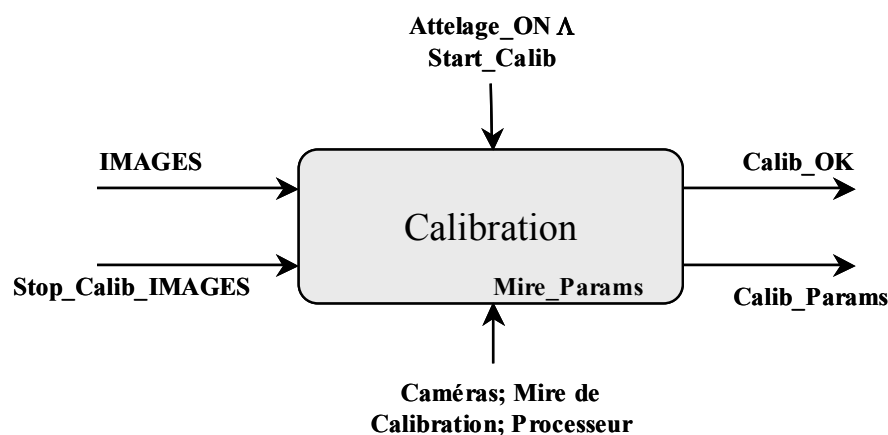 Attelage_ON Λ
Start_Calib
IMAGES
Calib_OK
Calibration
Stop_Calib_IMAGES
Mire_Params
Calib_Params
Caméras; Mire de
Calibration; Processeur